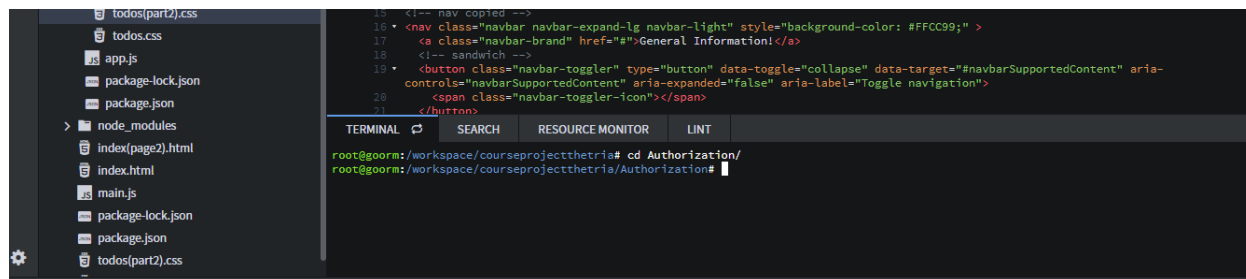 todos(part2).css
todos.css
JS app.js
package-lock.json
package.json
> node_modules
index(page2).html
index.html
JS main.js
package-lock.json
package.json
todos(part2).css
15 <!-- nav copied -->
16 <nav class="navbar navbar-expand-lg navbar-light" style="background-color: #FFCC99;" >
17 <a class="navbar-brand" href="#">General Information!</a>
18 <!-- sandwich -->
19 <button class="navbar-toggler" type="button" data-toggle="collapse" data-target="#navbarSupportedContent" aria-
controls="navbarSupportedContent" aria-expanded="false" aria-label="Toggle navigation">
20 <span class="navbar-toggler-icon"></span>
21 </button>
TERMINAL SEARCH RESOURCE MONITOR LINT
root@goorm:/workspace/courseprojectthetria# cd Authorization/
root@goorm:/workspace/courseprojectthetria/Authorization#